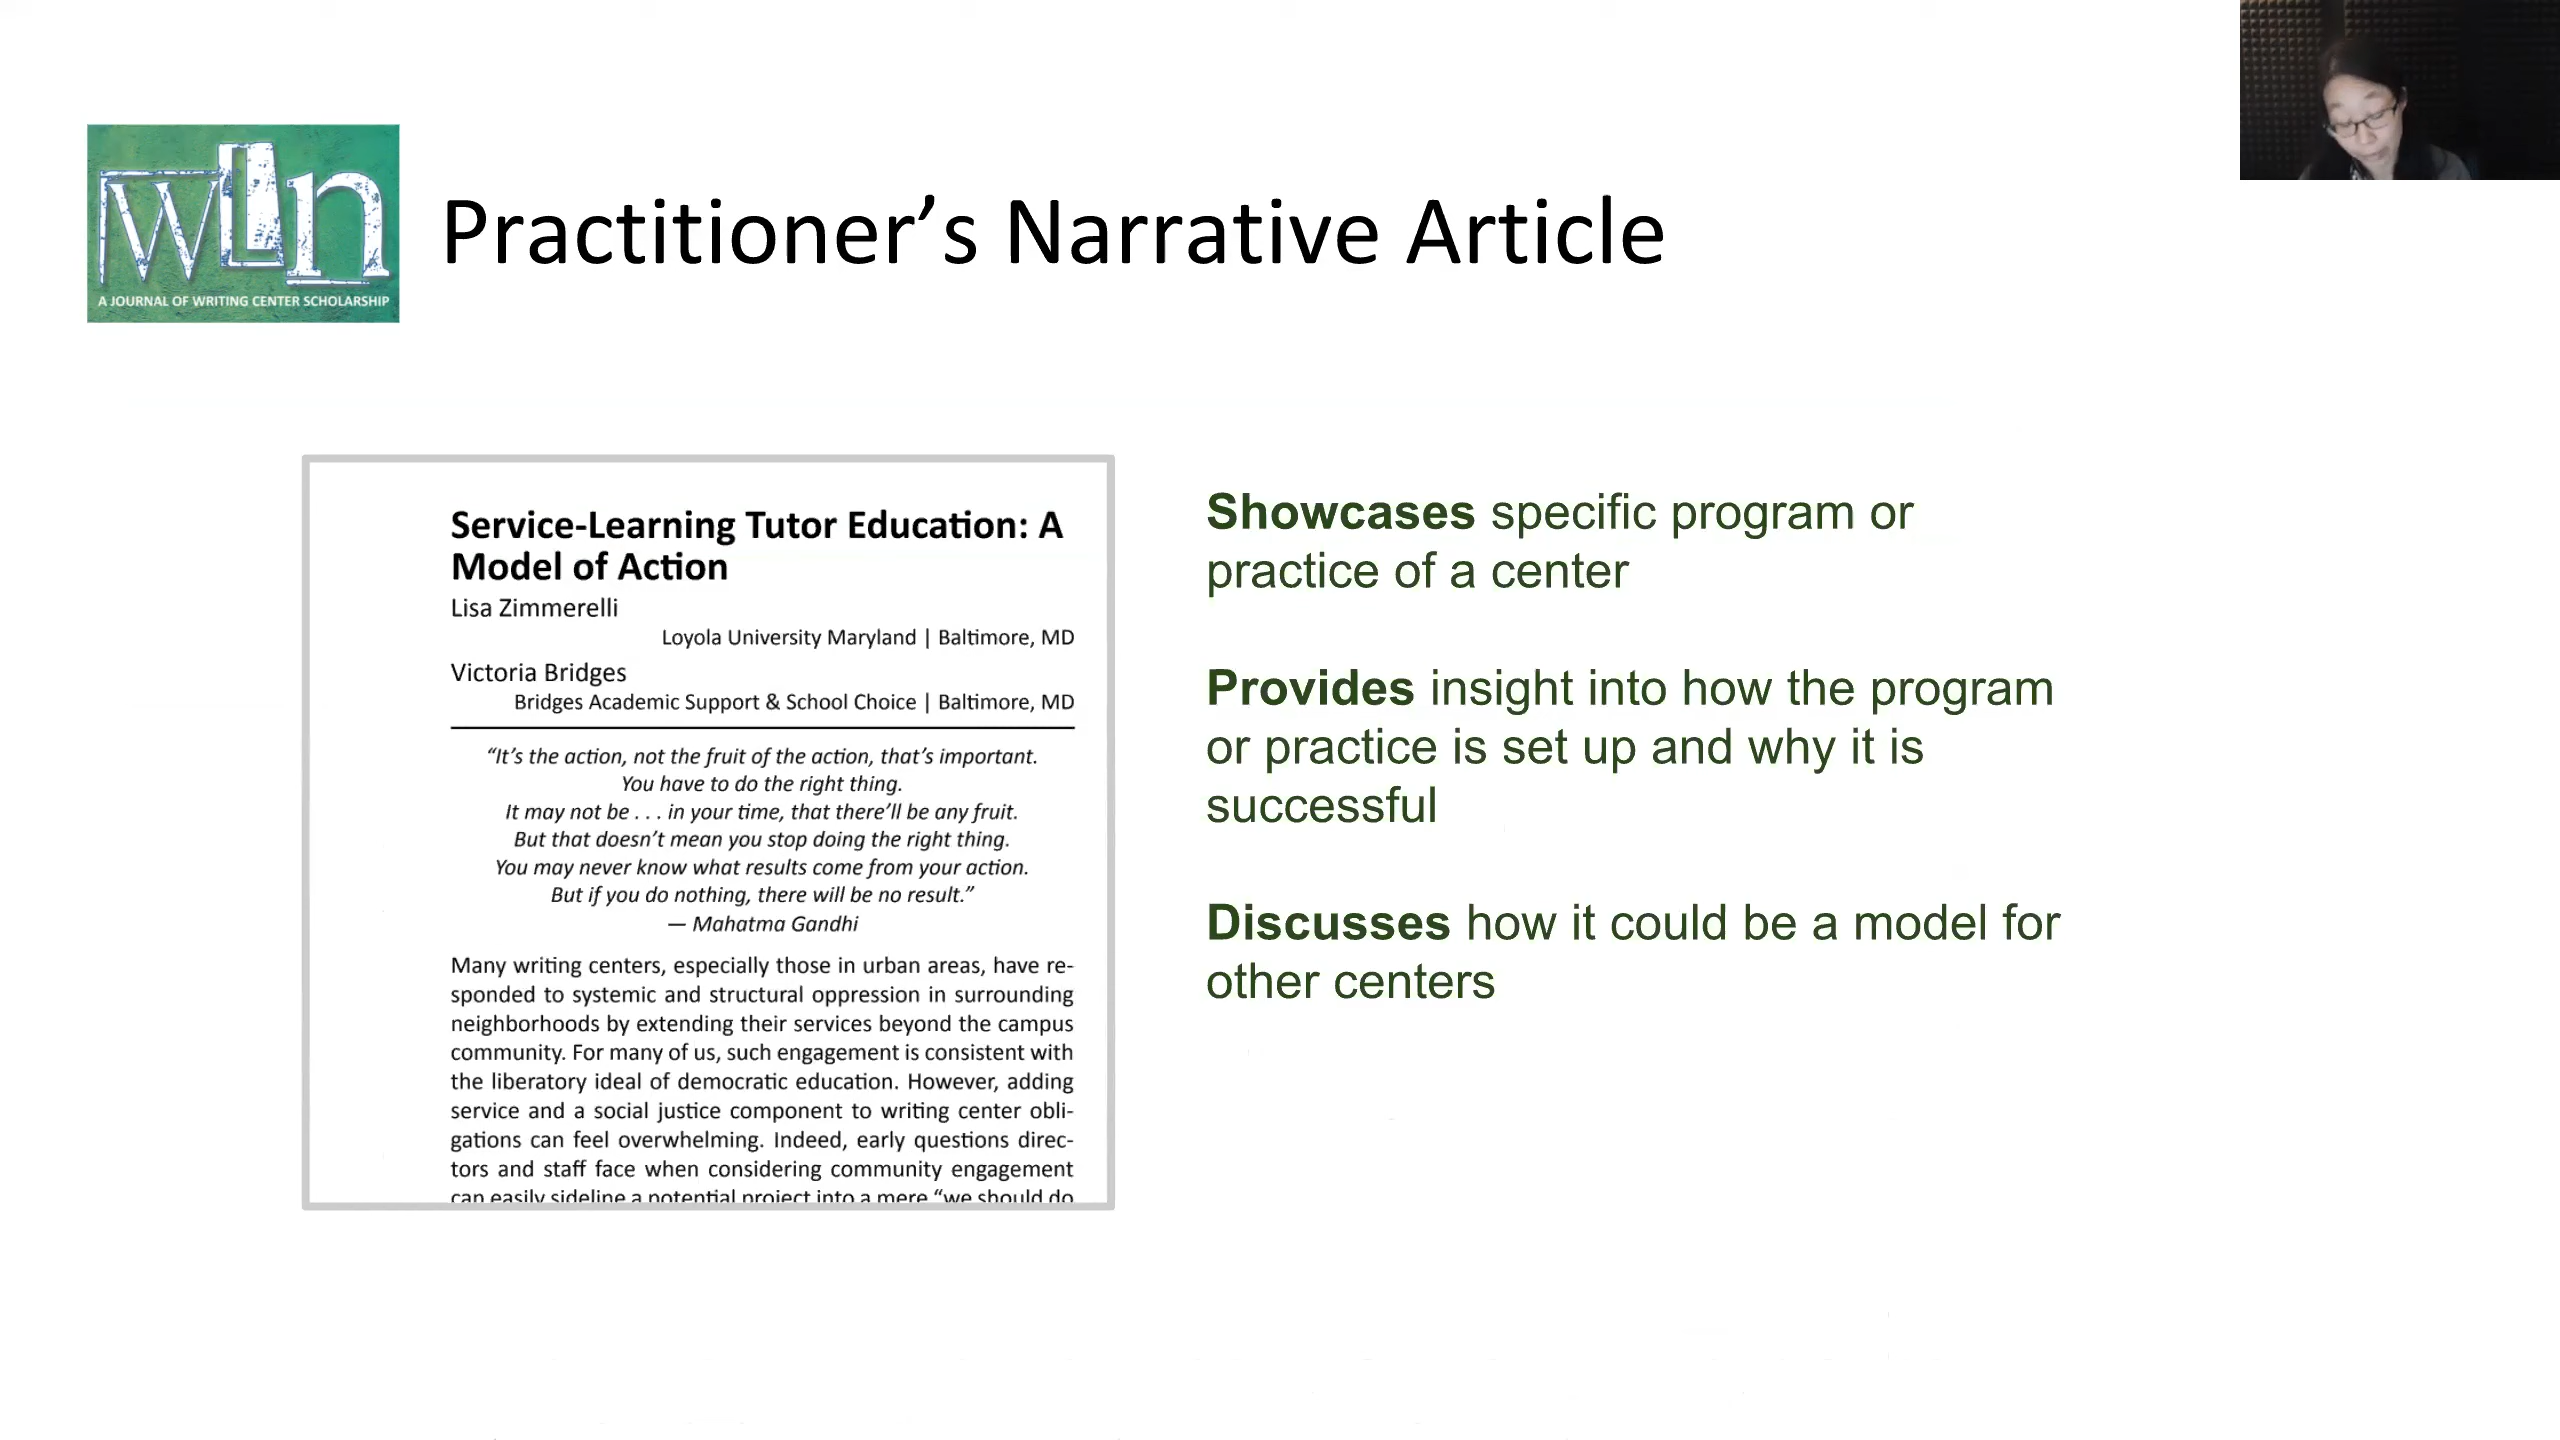 wLn
A JOURNAL OF WRITING CENTER SCHOLARSHIP
Practitioner’s Narrative Article
Service-Learning Tutor Education: A
Model of Action
Lisa Zimmerelli
Loyola University Maryland | Baltimore, MD
Victoria Bridges
Bridges Academic Support & School Choice | Baltimore, MD
“It’s the action, not the fruit of the action, that’s important.
You have to do the right thing.
It may not be . . . in your time, that there’ll be any fruit.
But that doesn’t mean you stop doing the right thing.
You may never know what results come from your action.
But if you do nothing, there will be no result.”
— Mahatma Gandhi
Many writing centers, especially those in urban areas, have re-
sponded to systemic and structural oppression in surrounding
neighborhoods by extending their services beyond the campus
community. For many of us, such engagement is consistent with
the liberatory ideal of democratic education. However, adding
service and a social justice component to writing center obli-
gations can feel overwhelming. Indeed, early questions direc-
tors and staff face when considering community engagement
can easily sideline a potential project into a mere “we should do
Showcases specific program or
practice of a center
Provides insight into how the program
or practice is set up and why it is
successful
Discusses how it could be a model for
other centers